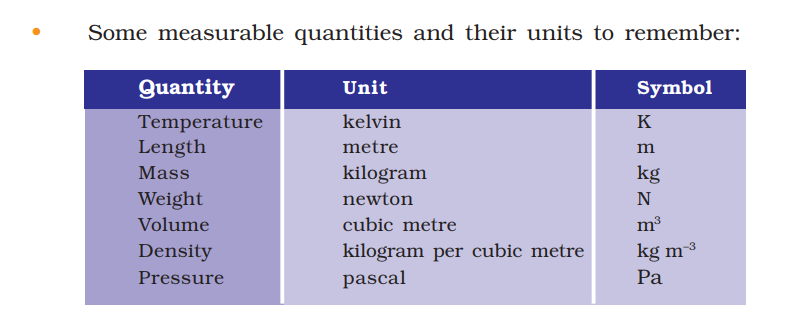 • Some measurable quantities and their units to remember:
Quantity Unit Symbol
Temperature kelvin K
Length metre m
Mass kilogram kg
Weight newton N
Volume cubic metre m³
Density kilogram per cubic metre kg m⁻³
Pressure pascal Pa